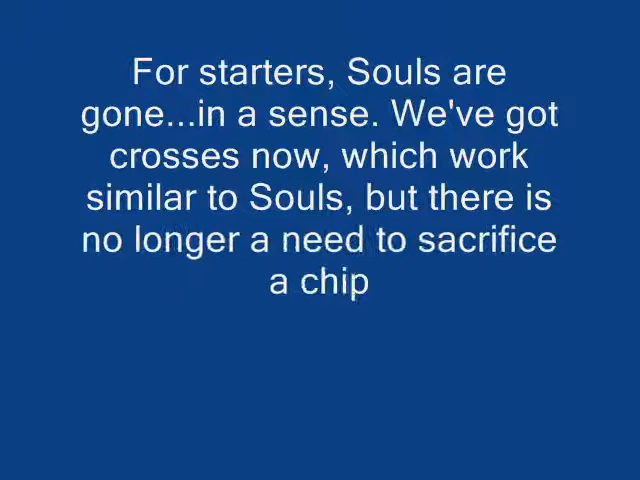 For starters, Souls are
gone...in a sense. We've got
crosses now, which work
similar to Souls, but there is
no longer a need to sacrifice
a chip